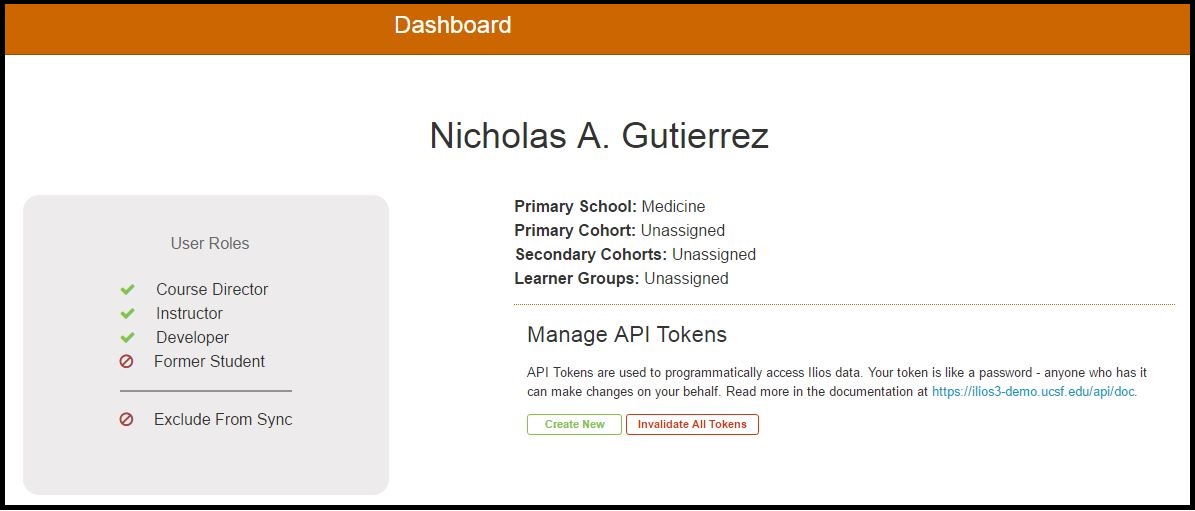 Dashboard
Nicholas A. Gutierrez
User Roles
Course Director
Instructor
Developer
Former Student
Exclude From Sync
Primary School: Medicine
Primary Cohort: Unassigned
Secondary Cohorts: Unassigned
Learner Groups: Unassigned
Manage API Tokens
API Tokens are used to programmatically access Ilios data. Your token is like a password - anyone who has it
can make changes on your behalf. Read more in the documentation at https://ilios3-demo.ucsf.edu/api/doc.
Create New Invalidate All Tokens